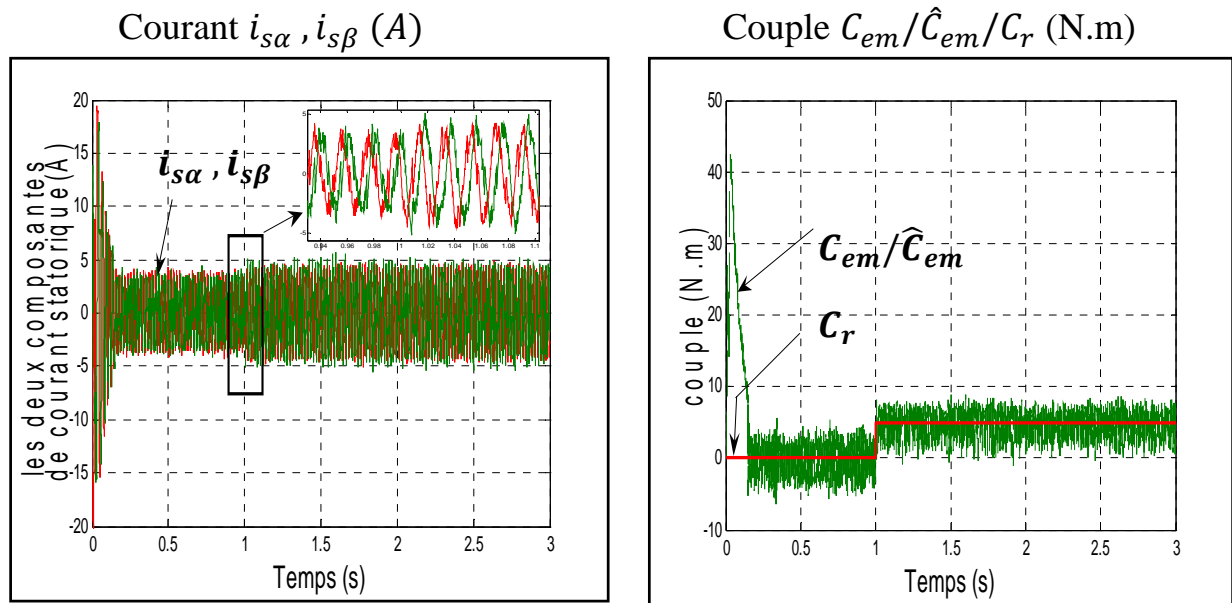 Courant i_sα , i_sβ (A)
les deux composantes
de courant statorique (A)
20
15
10
5
0
-5
-10
-15
-20
i_sα , i_sβ
5
0
-5
0.94 0.96 0.98 1 1.02 1.04 1.06 1.08 1.1
0 0.5 1 1.5 2 2.5 3
Temps (s)
Couple C_em/Ĉ_em/C_r (N.m)
couple (N.m)
50
40
30
20
10
0
-10
C_em/Ĉ_em
C_r
0 0.5 1 1.5 2 2.5 3
Temps (s)